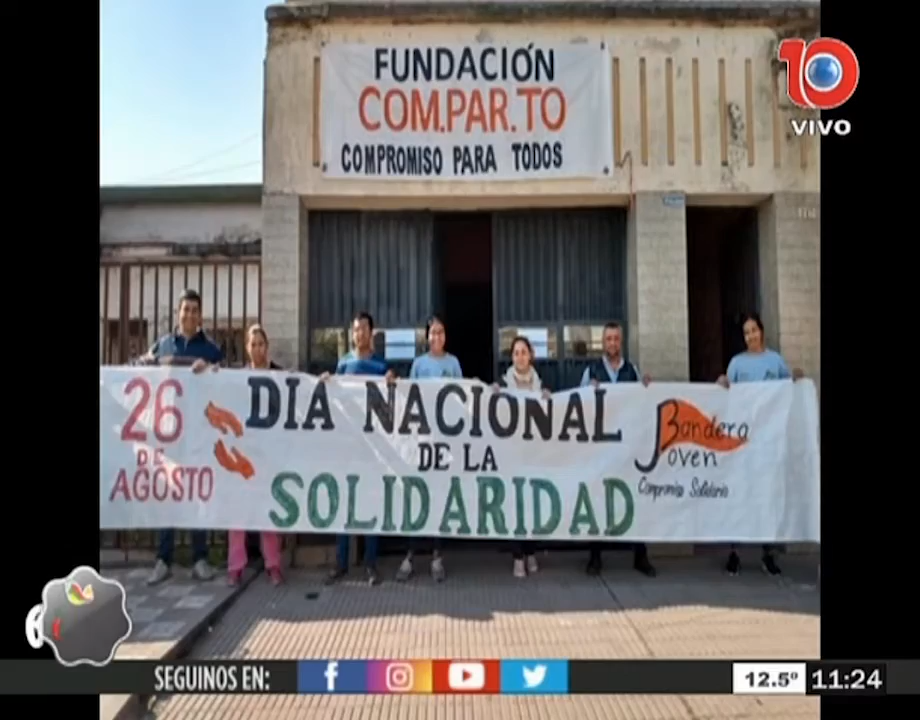 FUNDACIÓN
COM.PAR.TO
COMPROMISO PARA TODOS
10
VIVO
26
DE
AGOSTO
DIA NACIONAL
DE LA
SOLIDARIDAD
Bandera
Joven
Compromiso Solidario
SEGUINOS EN:
12.5º
11:24